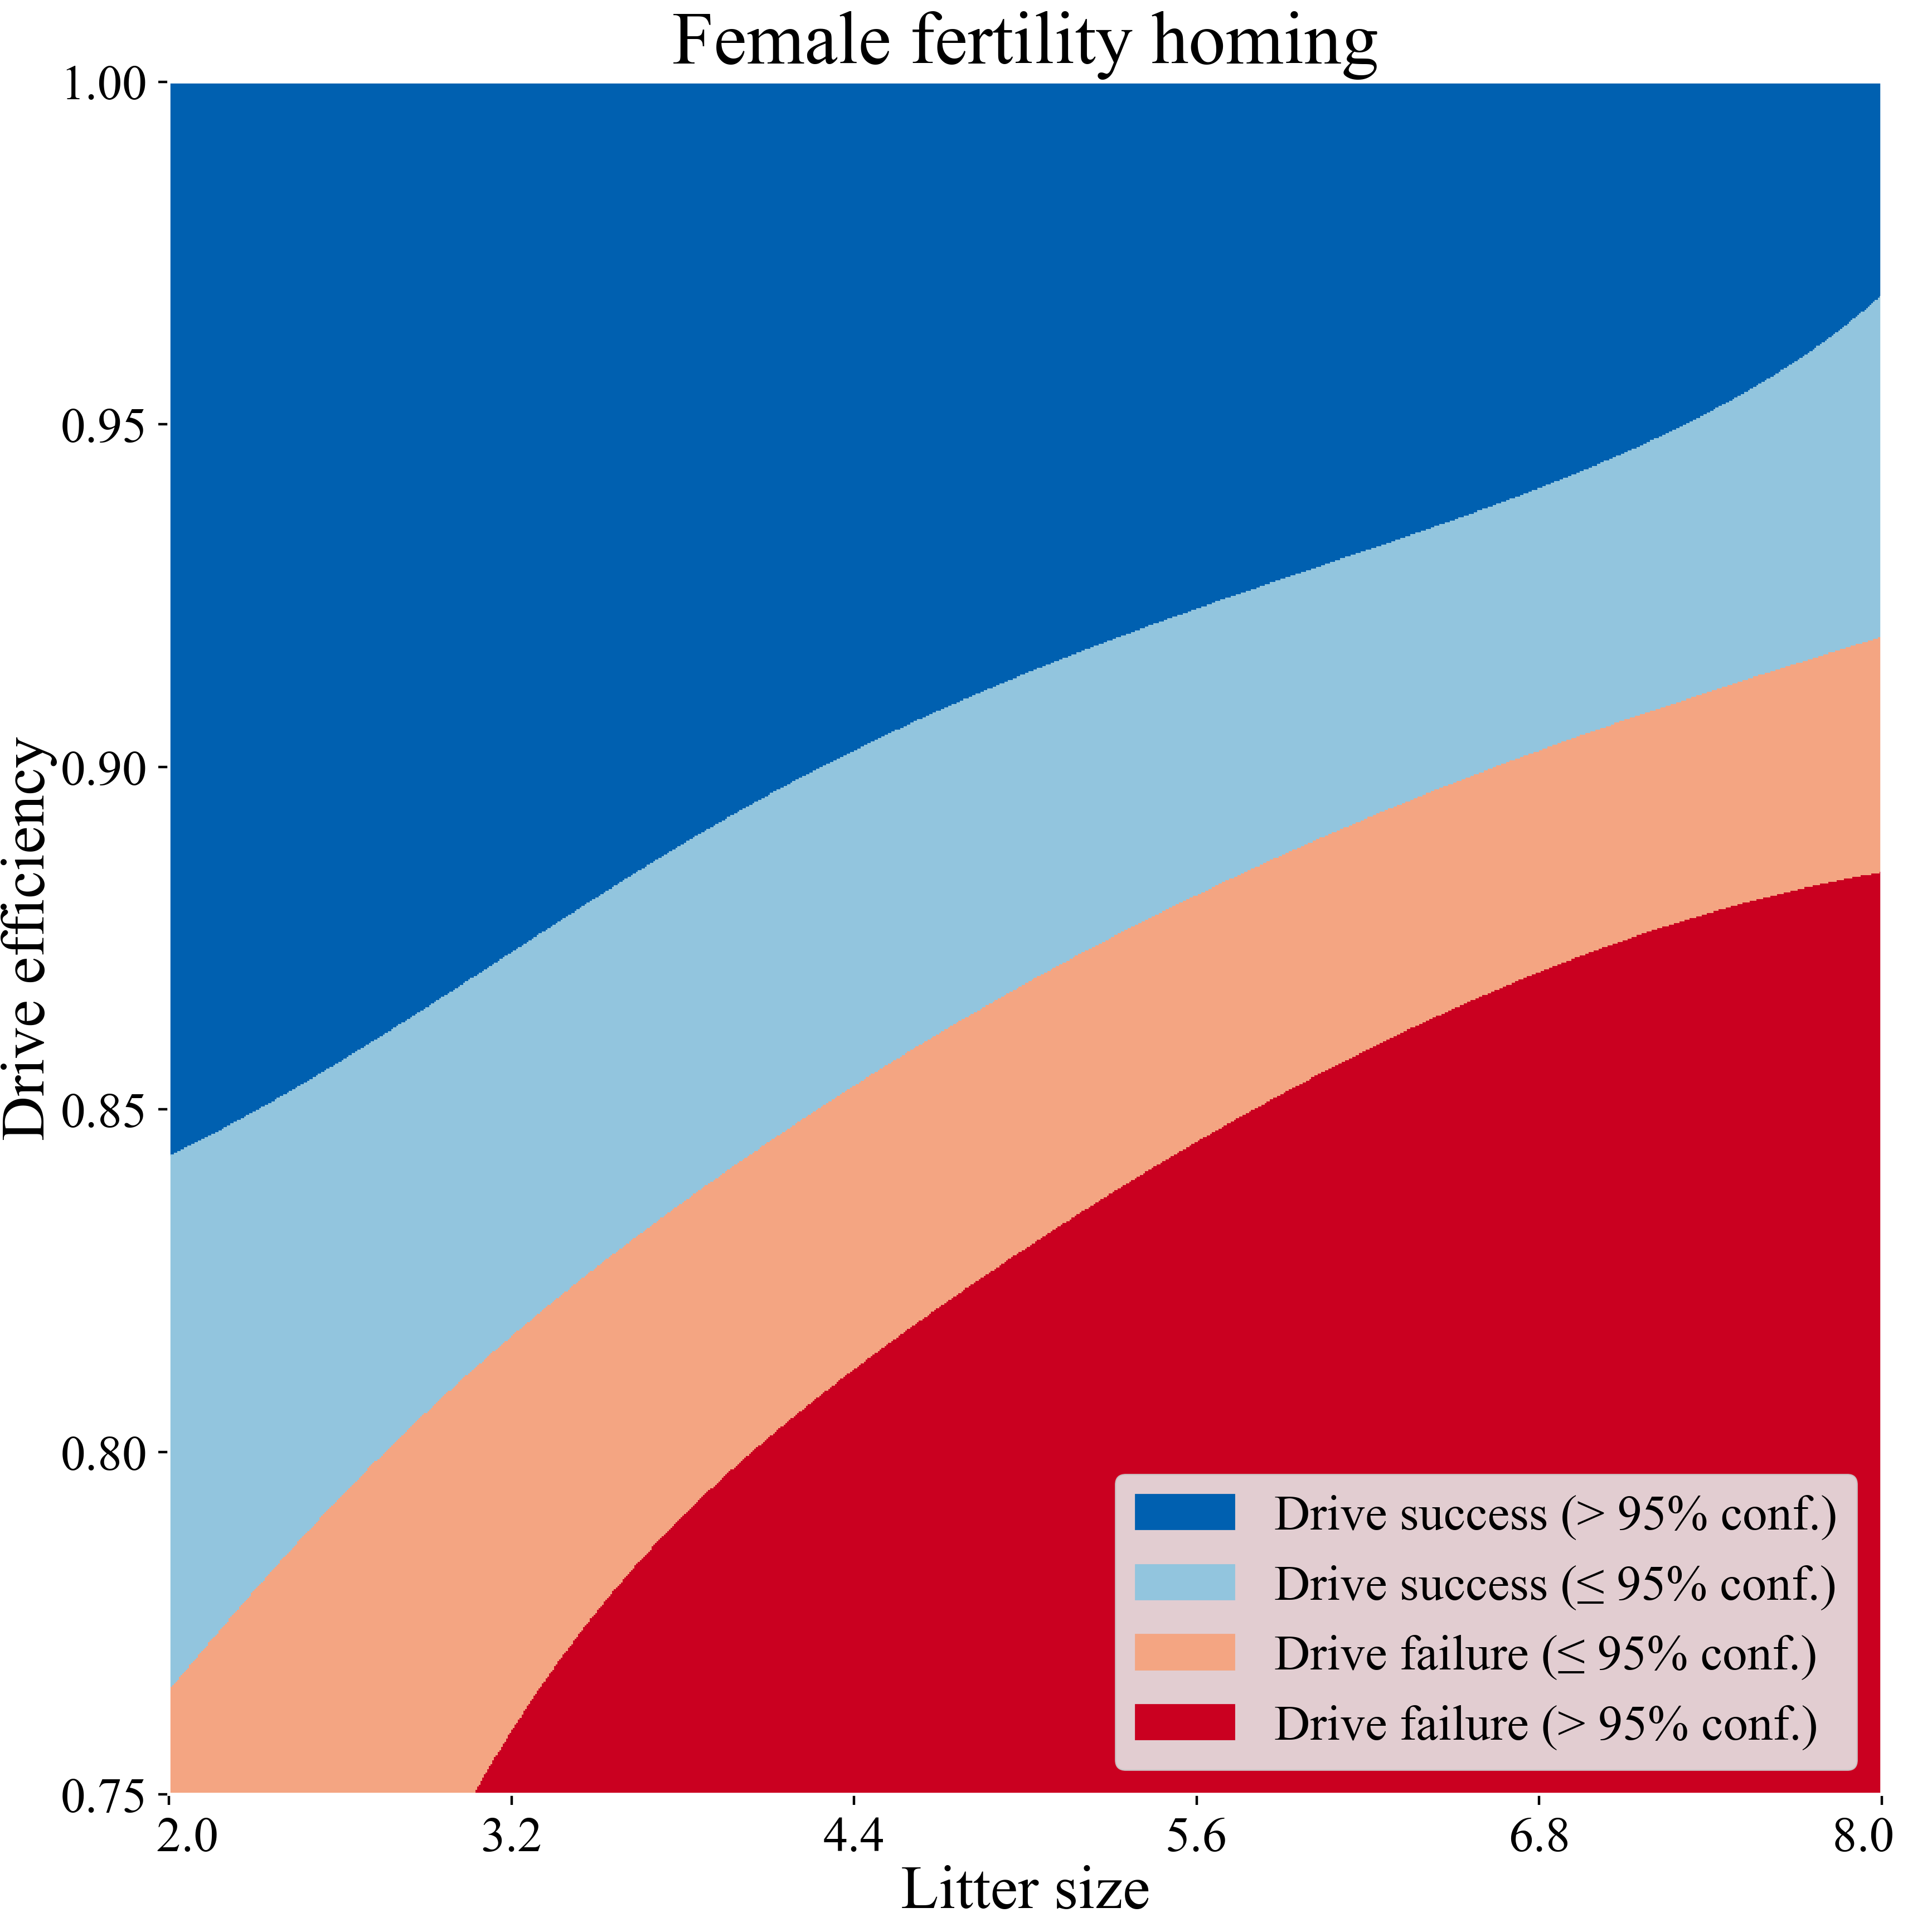 Female fertility homing
1.00
0.95
0.90
0.85
0.80
0.75
Drive efficiency
2.0 3.2 4.4 5.6 6.8 8.0
Litter size
Drive success (> 95% conf.)
Drive success (≤ 95% conf.)
Drive failure (≤ 95% conf.)
Drive failure (> 95% conf.)